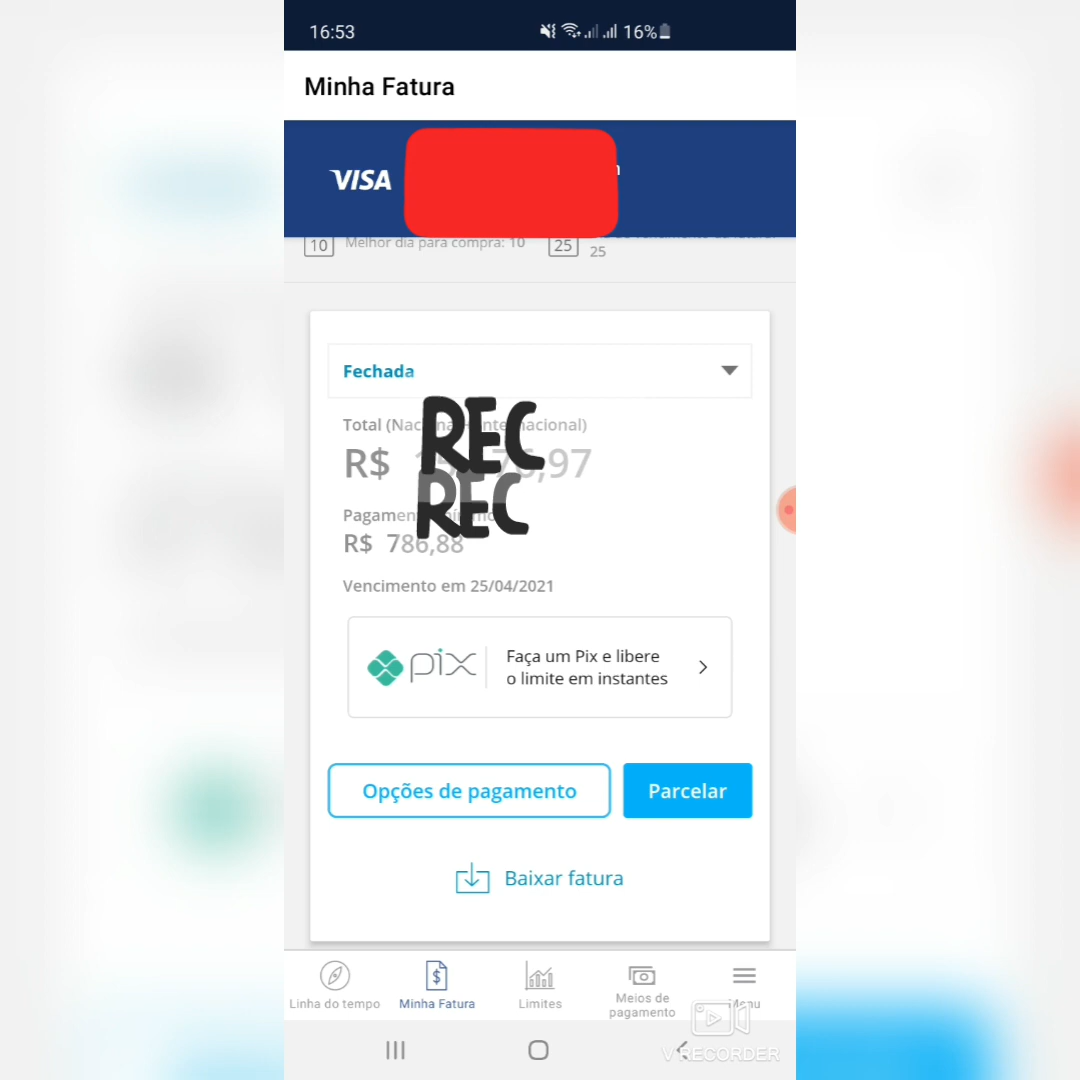 16:53
16%
Minha Fatura
VISA
10 Melhor dia para compra: 10
25
25
Fechada
Total
REC
R$ 76,97
REC
R$ 786,88
Vencimento em 25/04/2021
pix
Faça um Pix e libere
o limite em instantes
Opções de pagamento
Parcelar
Baixar fatura
Linha do tempo
Minha Fatura
Limites
Meios de
pagamento
Menu
V RECORDER